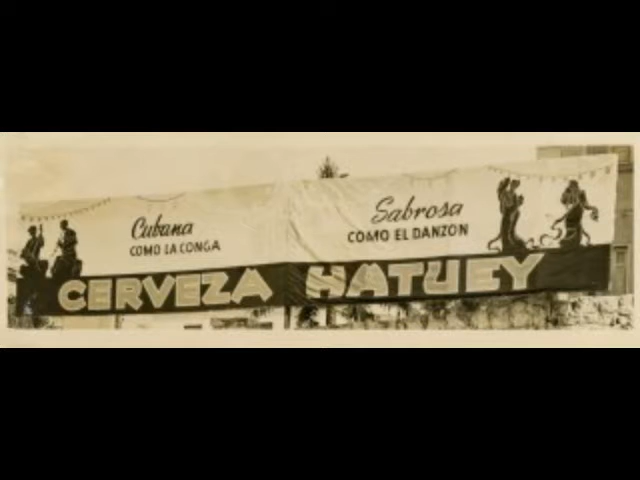 Cubana
COMO LA CONGA
Sabrosa
COMO EL DANZON
CERVEZA HATUEY